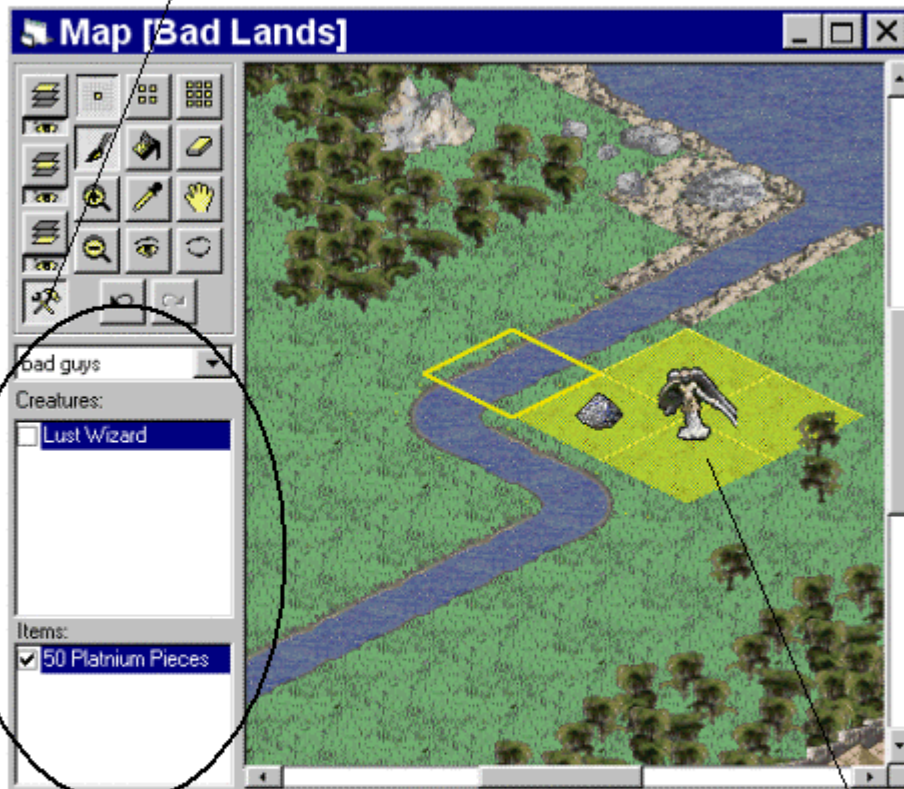 Map [Bad Lands]
bad guys
Creatures:
Lust Wizard
Items:
50 Platnium Pieces